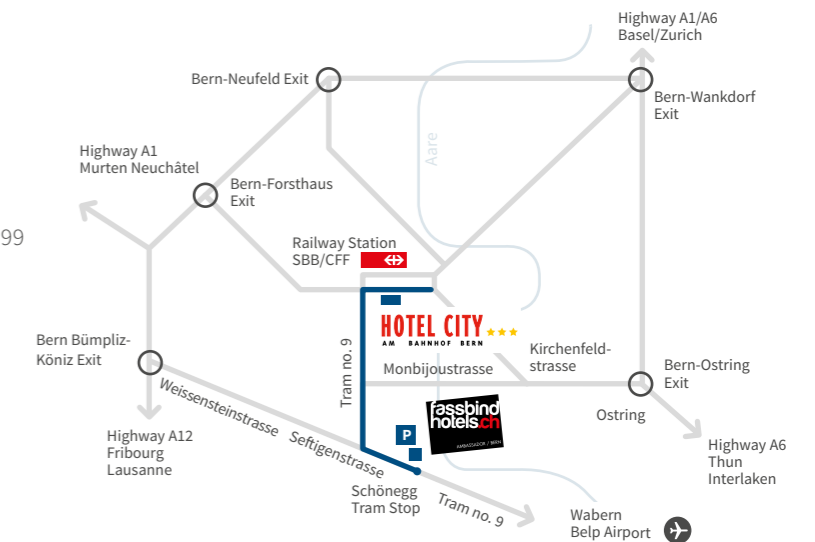 Highway A1/A6
Basel/Zurich
Bern-Neufeld Exit
Bern-Wankdorf
Exit
Aare
Highway A1
Murten Neuchâtel
Bern-Forsthaus
Exit
99
Railway Station
SBB/CFF
HOTEL CITY
AM BAHNHOF BERN
Tram no. 9
Bern Bümpliz-
Köniz Exit
Monbijoustrasse
Kirchenfeld-
strasse
Bern-Ostring
Exit
Weissensteinstrasse
Seftigenstrasse
fassbind
hotels.ch
AMBASSADOR / BERN
P
Ostring
Highway A12
Fribourg
Lausanne
Highway A6
Thun
Interlaken
Schönegg
Tram Stop
Tram no. 9
Wabern
Belp Airport